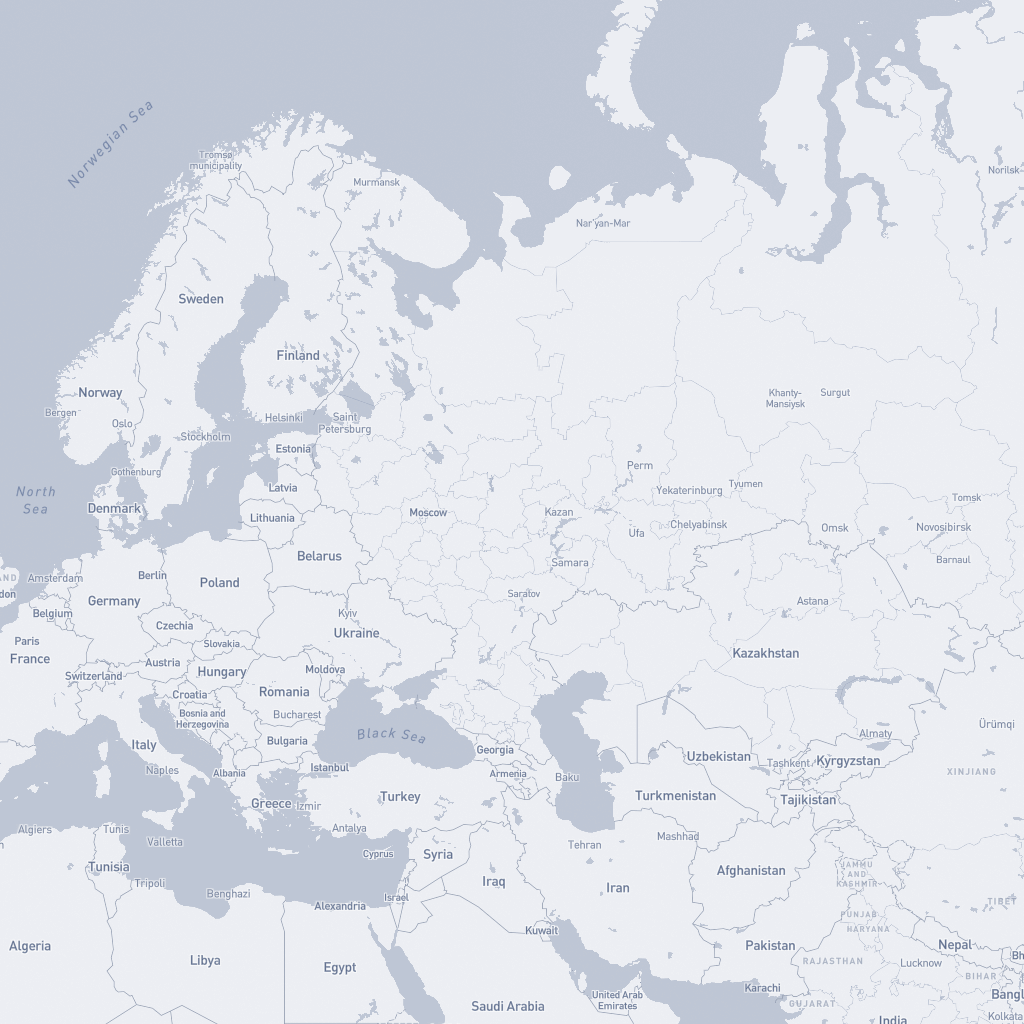 Norwegian Sea
Tromsø
municipality
Murmansk
Norilsk
Nar'yan-Mar
Sweden
Finland
Norway
Khanty-
Mansiysk
Surgut
Bergen
Oslo
Helsinki
Saint
Petersburg
Stockholm
Estonia
Gothenburg
Perm
Tyumen
Yekaterinburg
Latvia
North
Sea
Denmark
Tomsk
Lithuania
Moscow
Kazan
Ufa
Chelyabinsk
Omsk
Novosibirsk
Belarus
Samara
Barnaul
AND
don
Amsterdam
Berlin
Poland
Germany
Saratov
Astana
Belgium
Kyiv
Paris
Czechia
Ukraine
France
Slovakia
Kazakhstan
Austria
Switzerland
Hungary
Moldova
Croatia
Romania
Bosnia and
Herzegovina
Bucharest
Ürümqi
Black Sea
Almaty
Italy
Bulgaria
Georgia
Uzbekistan
Kyrgyzstan
Tashkent
Naples
Albania
Istanbul
Armenia
Baku
XINJIANG
Greece
Izmir
Turkey
Turkmenistan
Tajikistan
Algiers
Tunis
Antalya
Mashhad
Valletta
Tehran
Cyprus
Syria
Tunisia
Afghanistan
JAMMU
AND
KASHMIR
Tripoli
Iraq
Iran
Benghazi
Israel
Alexandria
TIBET
PUNJAB
HARYANA
Kuwait
Algeria
Pakistan
Nepal
Libya
Egypt
RAJASTHAN
Lucknow
Bh
BIHAR
Karachi
United Arab
Emirates
Bangl
Saudi Arabia
GUJARAT
India
Kolkata